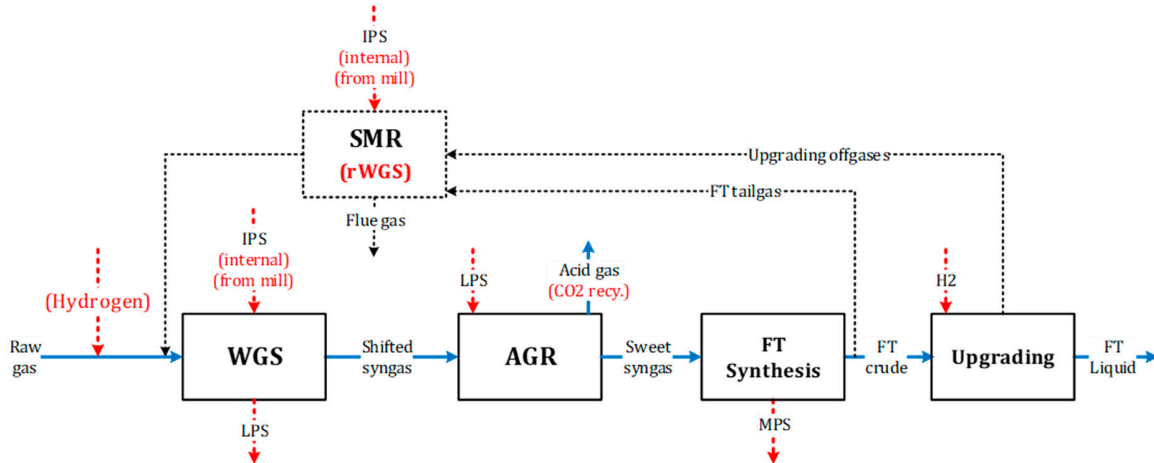 IPS
(internal)
(from mill)
SMR
(rWGS)
Upgrading offgases
FT tailgas
Flue gas
IPS
(internal)
(from mill)
(Hydrogen)
LPS
Acid gas
(CO2 recy.)
H2
Raw
gas
WGS
Shifted
syngas
AGR
Sweet
syngas
FT
Synthesis
FT
crude
Upgrading
FT
Liquid
LPS
MPS